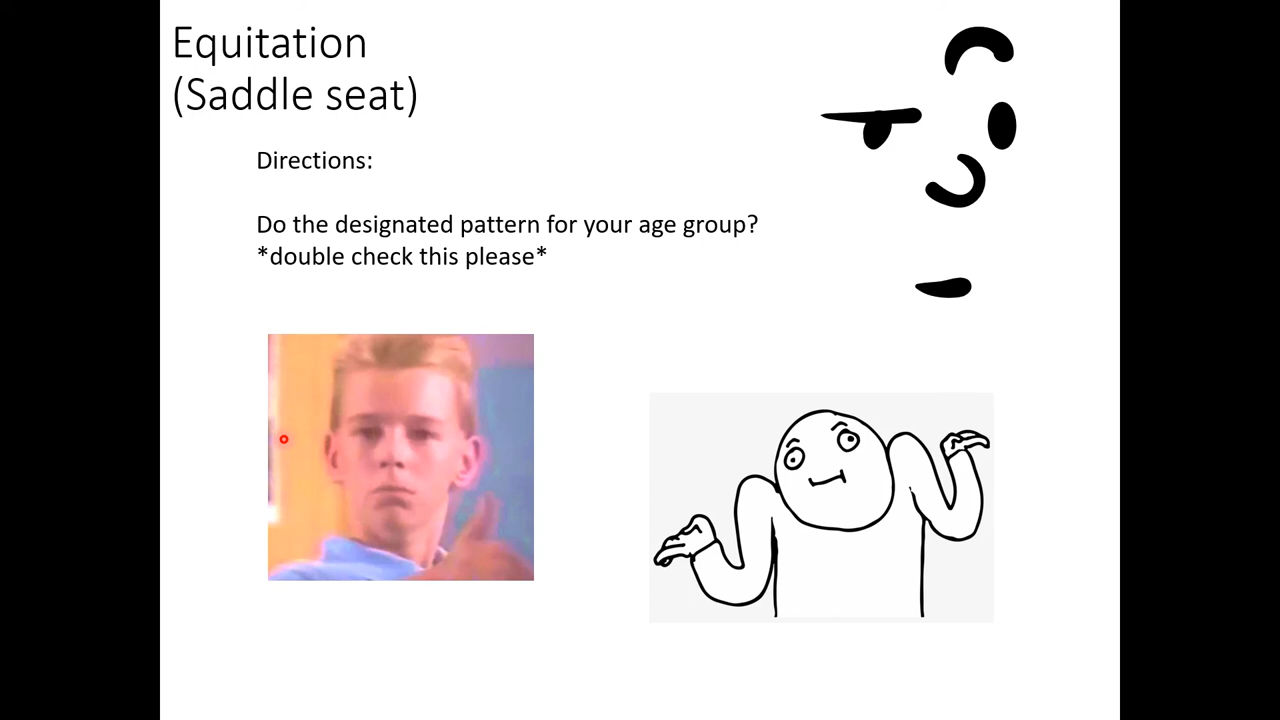 Equitation
(Saddle seat)
Directions:
Do the designated pattern for your age group?
*double check this please*